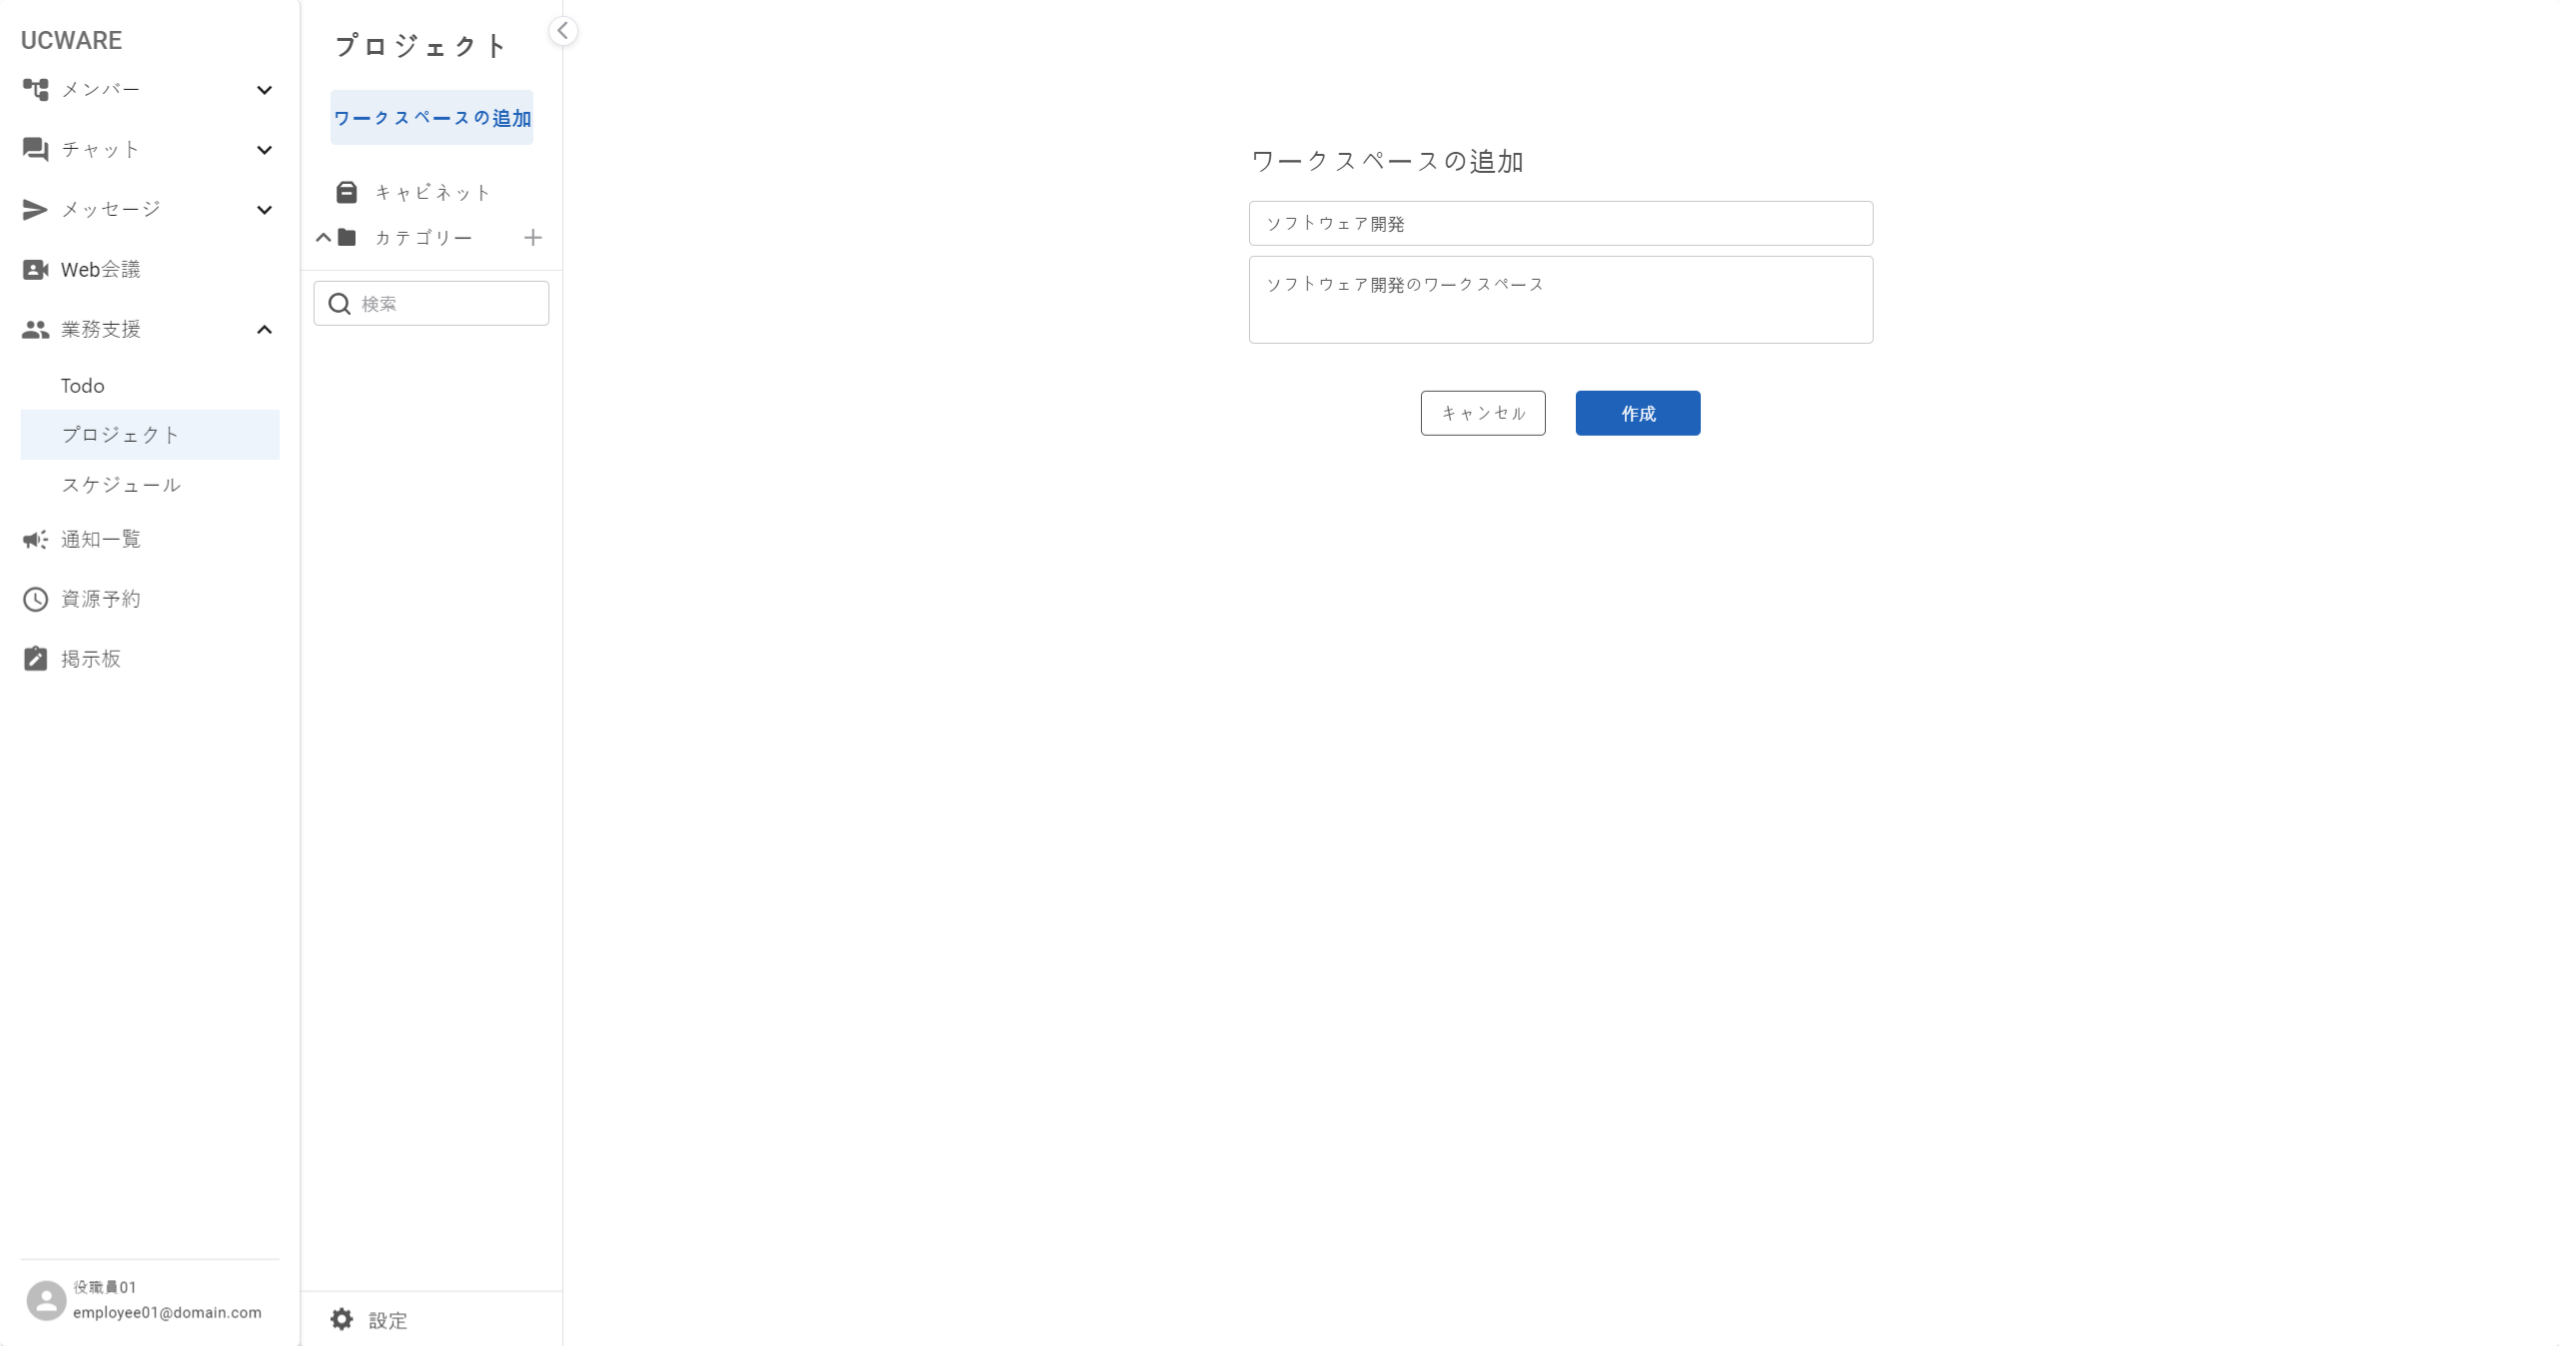 UCWARE
メンバー
チャット
メッセージ
Web会議
業務支援
Todo
プロジェクト
スケジュール
通知一覧
資源予約
掲示板
役職員01
employee01@domain.com
プロジェクト
ワークスペースの追加
キャビネット
カテゴリー
検索
設定
ワークスペースの追加
ソフトウェア開発
ソフトウェア開発のワークスペース
キャンセル
作成